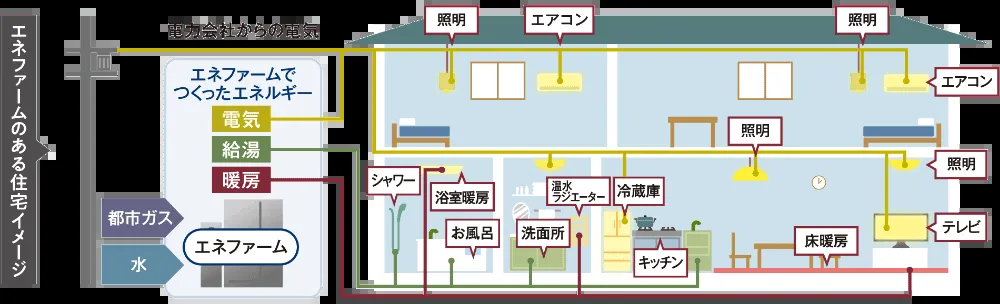 エネファームのある住宅イメージ
電力会社からの電気
エネファームで
つくったエネルギー
電気
給湯
暖房
都市ガス
水
エネファーム
照明
エアコン
照明
エアコン
照明
照明
シャワー
浴室暖房
温水
ラジエーター
冷蔵庫
お風呂
洗面所
キッチン
床暖房
テレビ